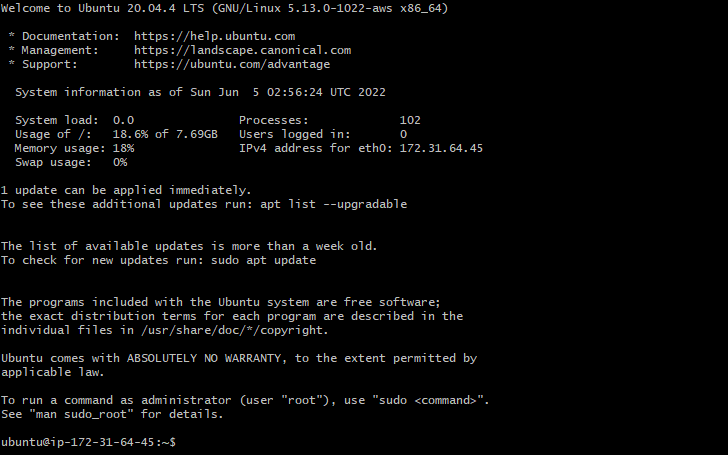 Welcome to Ubuntu 20.04.4 LTS (GNU/Linux 5.13.0-1022-aws x86_64)
* Documentation: https://help.ubuntu.com
* Management: https://landscape.canonical.com
* Support: https://ubuntu.com/advantage
System information as of Sun Jun 5 02:56:24 UTC 2022
System load: 0.0 Processes: 102
Usage of /: 18.6% of 7.69GB Users logged in: 0
Memory usage: 18% IPv4 address for eth0: 172.31.64.45
Swap usage: 0%
1 update can be applied immediately.
To see these additional updates run: apt list --upgradable
The list of available updates is more than a week old.
To check for new updates run: sudo apt update
The programs included with the Ubuntu system are free software;
the exact distribution terms for each program are described in the
individual files in /usr/share/doc/*/copyright.
Ubuntu comes with ABSOLUTELY NO WARRANTY, to the extent permitted by
applicable law.
To run a command as administrator (user "root"), use "sudo <command>".
See "man sudo_root" for details.
ubuntu@ip-172-31-64-45:~$